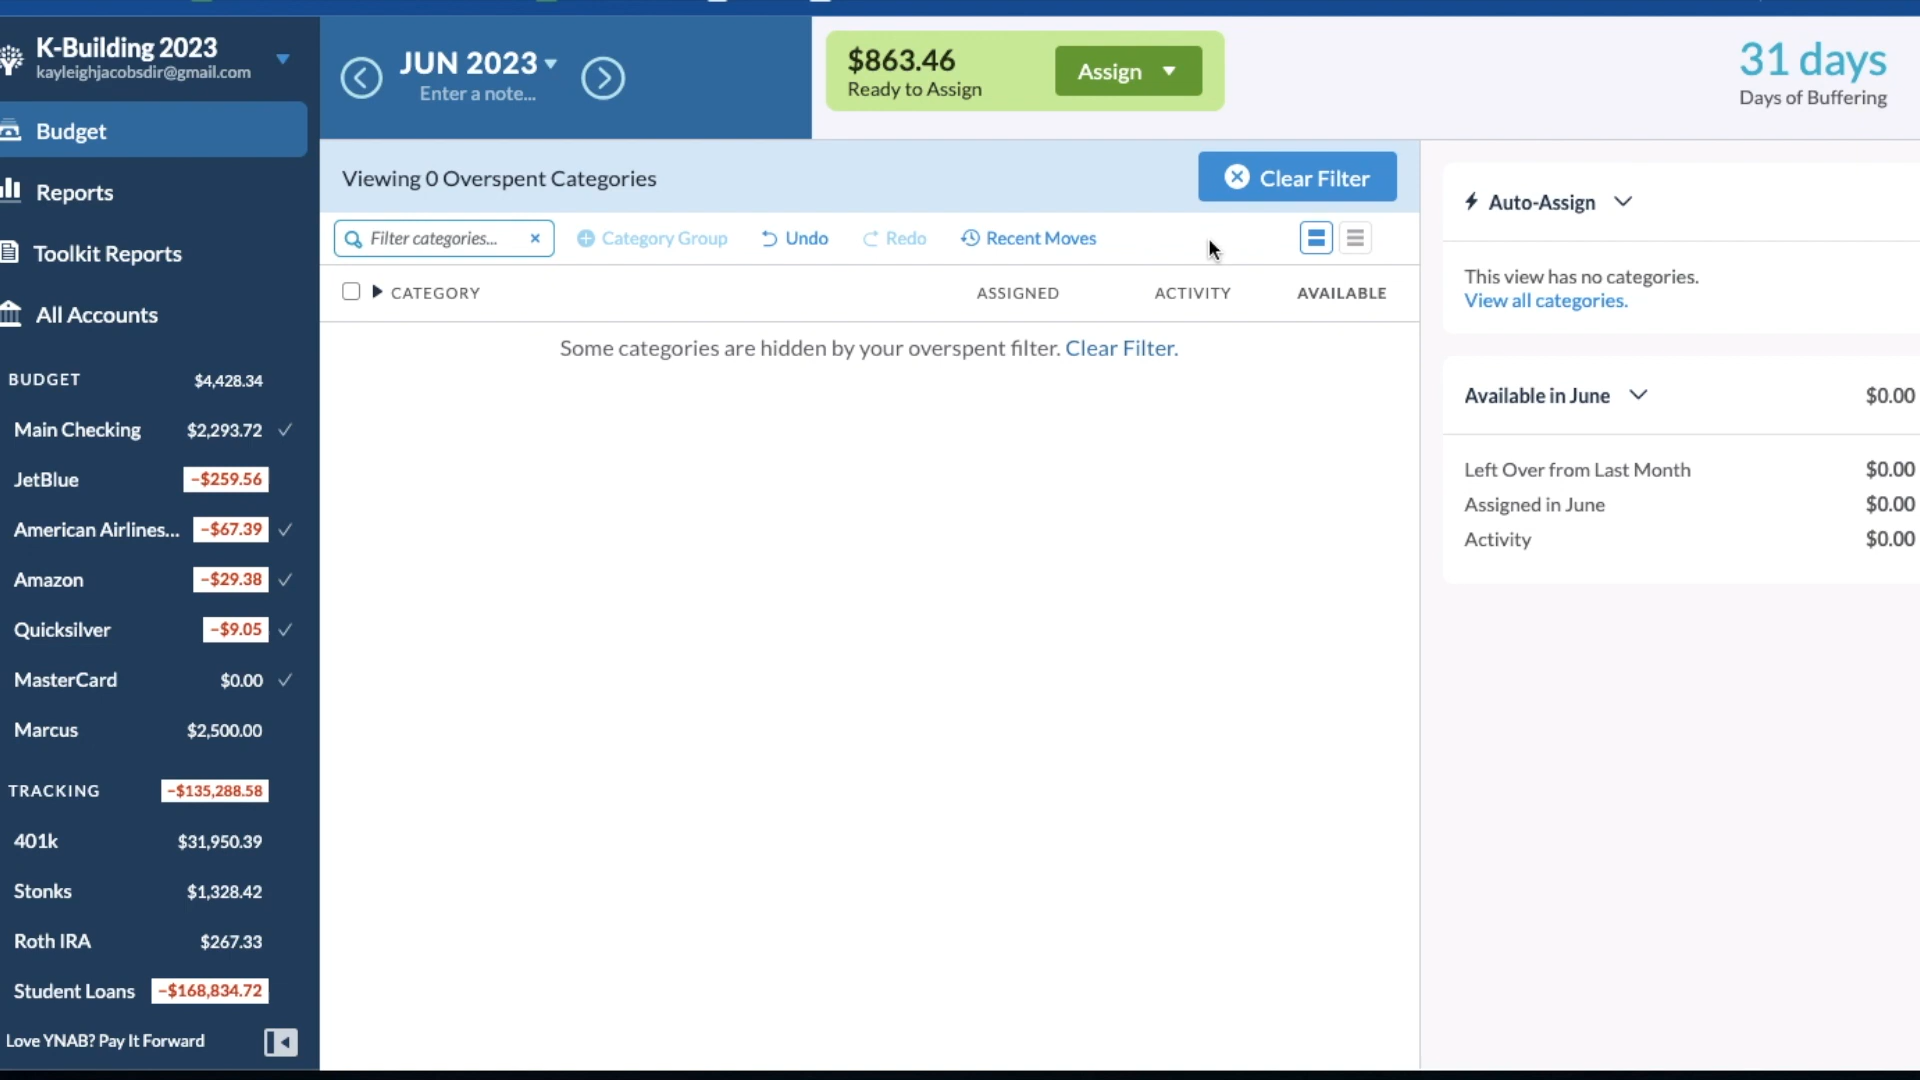 K-Building 2023
kayleighjacobsdir@gmail.com
Budget
Reports
Toolkit Reports
All Accounts
BUDGET $4,428.34
Main Checking $2,293.72
JetBlue -$259.56
American Airlines... -$67.39
Amazon -$29.38
Quicksilver -$9.05
MasterCard $0.00
Marcus $2,500.00
TRACKING -$135,288.58
401k $31,950.39
Stonks $1,328.42
Roth IRA $267.33
Student Loans -$168,834.72
Love YNAB? Pay It Forward
JUN 2023
Enter a note...
$863.46
Ready to Assign
Assign
31 days
Days of Buffering
Viewing 0 Overspent Categories
Clear Filter
Filter categories...
Category Group
Undo
Redo
Recent Moves
CATEGORY ASSIGNED ACTIVITY AVAILABLE
Some categories are hidden by your overspent filter. Clear Filter.
Auto-Assign
This view has no categories.
View all categories.
Available in June $0.00
Left Over from Last Month $0.00
Assigned in June $0.00
Activity $0.00